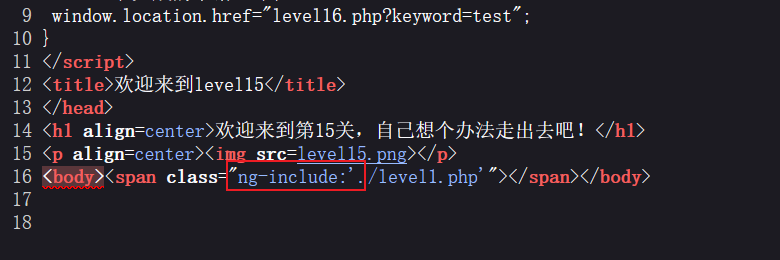 9 window.location.href="level16.php?keyword=test";
10 }
11 </script>
12 <title>欢迎来到level15</title>
13 </head>
14 <h1 align=center>欢迎来到第15关，自己想个办法走出去吧！</h1>
15 <p align=center><img src=level5.png></p>
16 <body><span class="ng-include:'./level1.php'"></span></body>
17
18